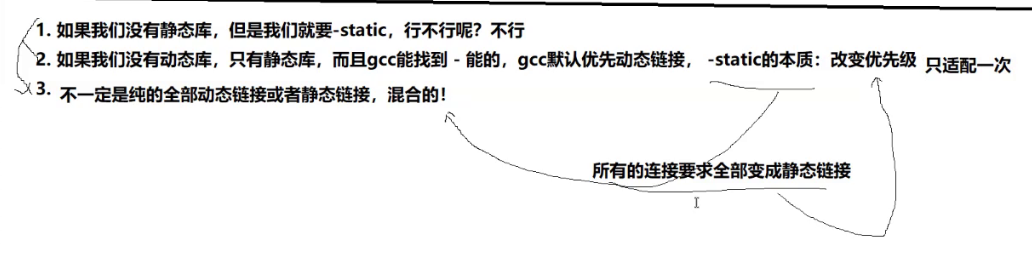 1. 如果我们没有静态库，但是我们就要-static，行不行呢？不行
2. 如果我们没有动态库，只有静态库，而且gcc能找到 - 能的，gcc默认优先动态链接， -static的本质：改变优先级 只适配一次
3. 不一定是纯的全部动态链接或者静态链接，混合的！
所有的连接要求全部变成静态链接